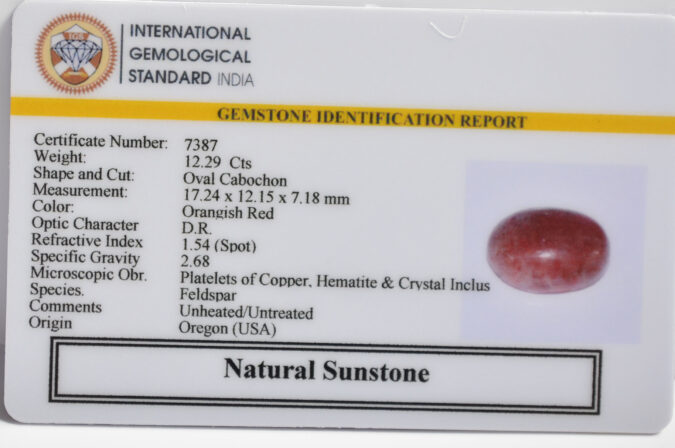 IGS
INTERNATIONAL
GEMOLOGICAL
STANDARD INDIA
GEMSTONE IDENTIFICATION REPORT
Certificate Number: 7387
Weight: 12.29 Cts
Shape and Cut: Oval Cabochon
Measurement: 17.24 x 12.15 x 7.18 mm
Color: Orangish Red
Optic Character D.R.
Refractive Index 1.54 (Spot)
Specific Gravity 2.68
Microscopic Obr. Platelets of Copper, Hematite & Crystal Inclus
Species. Feldspar
Comments Unheated/Untreated
Origin Oregon (USA)
Natural Sunstone